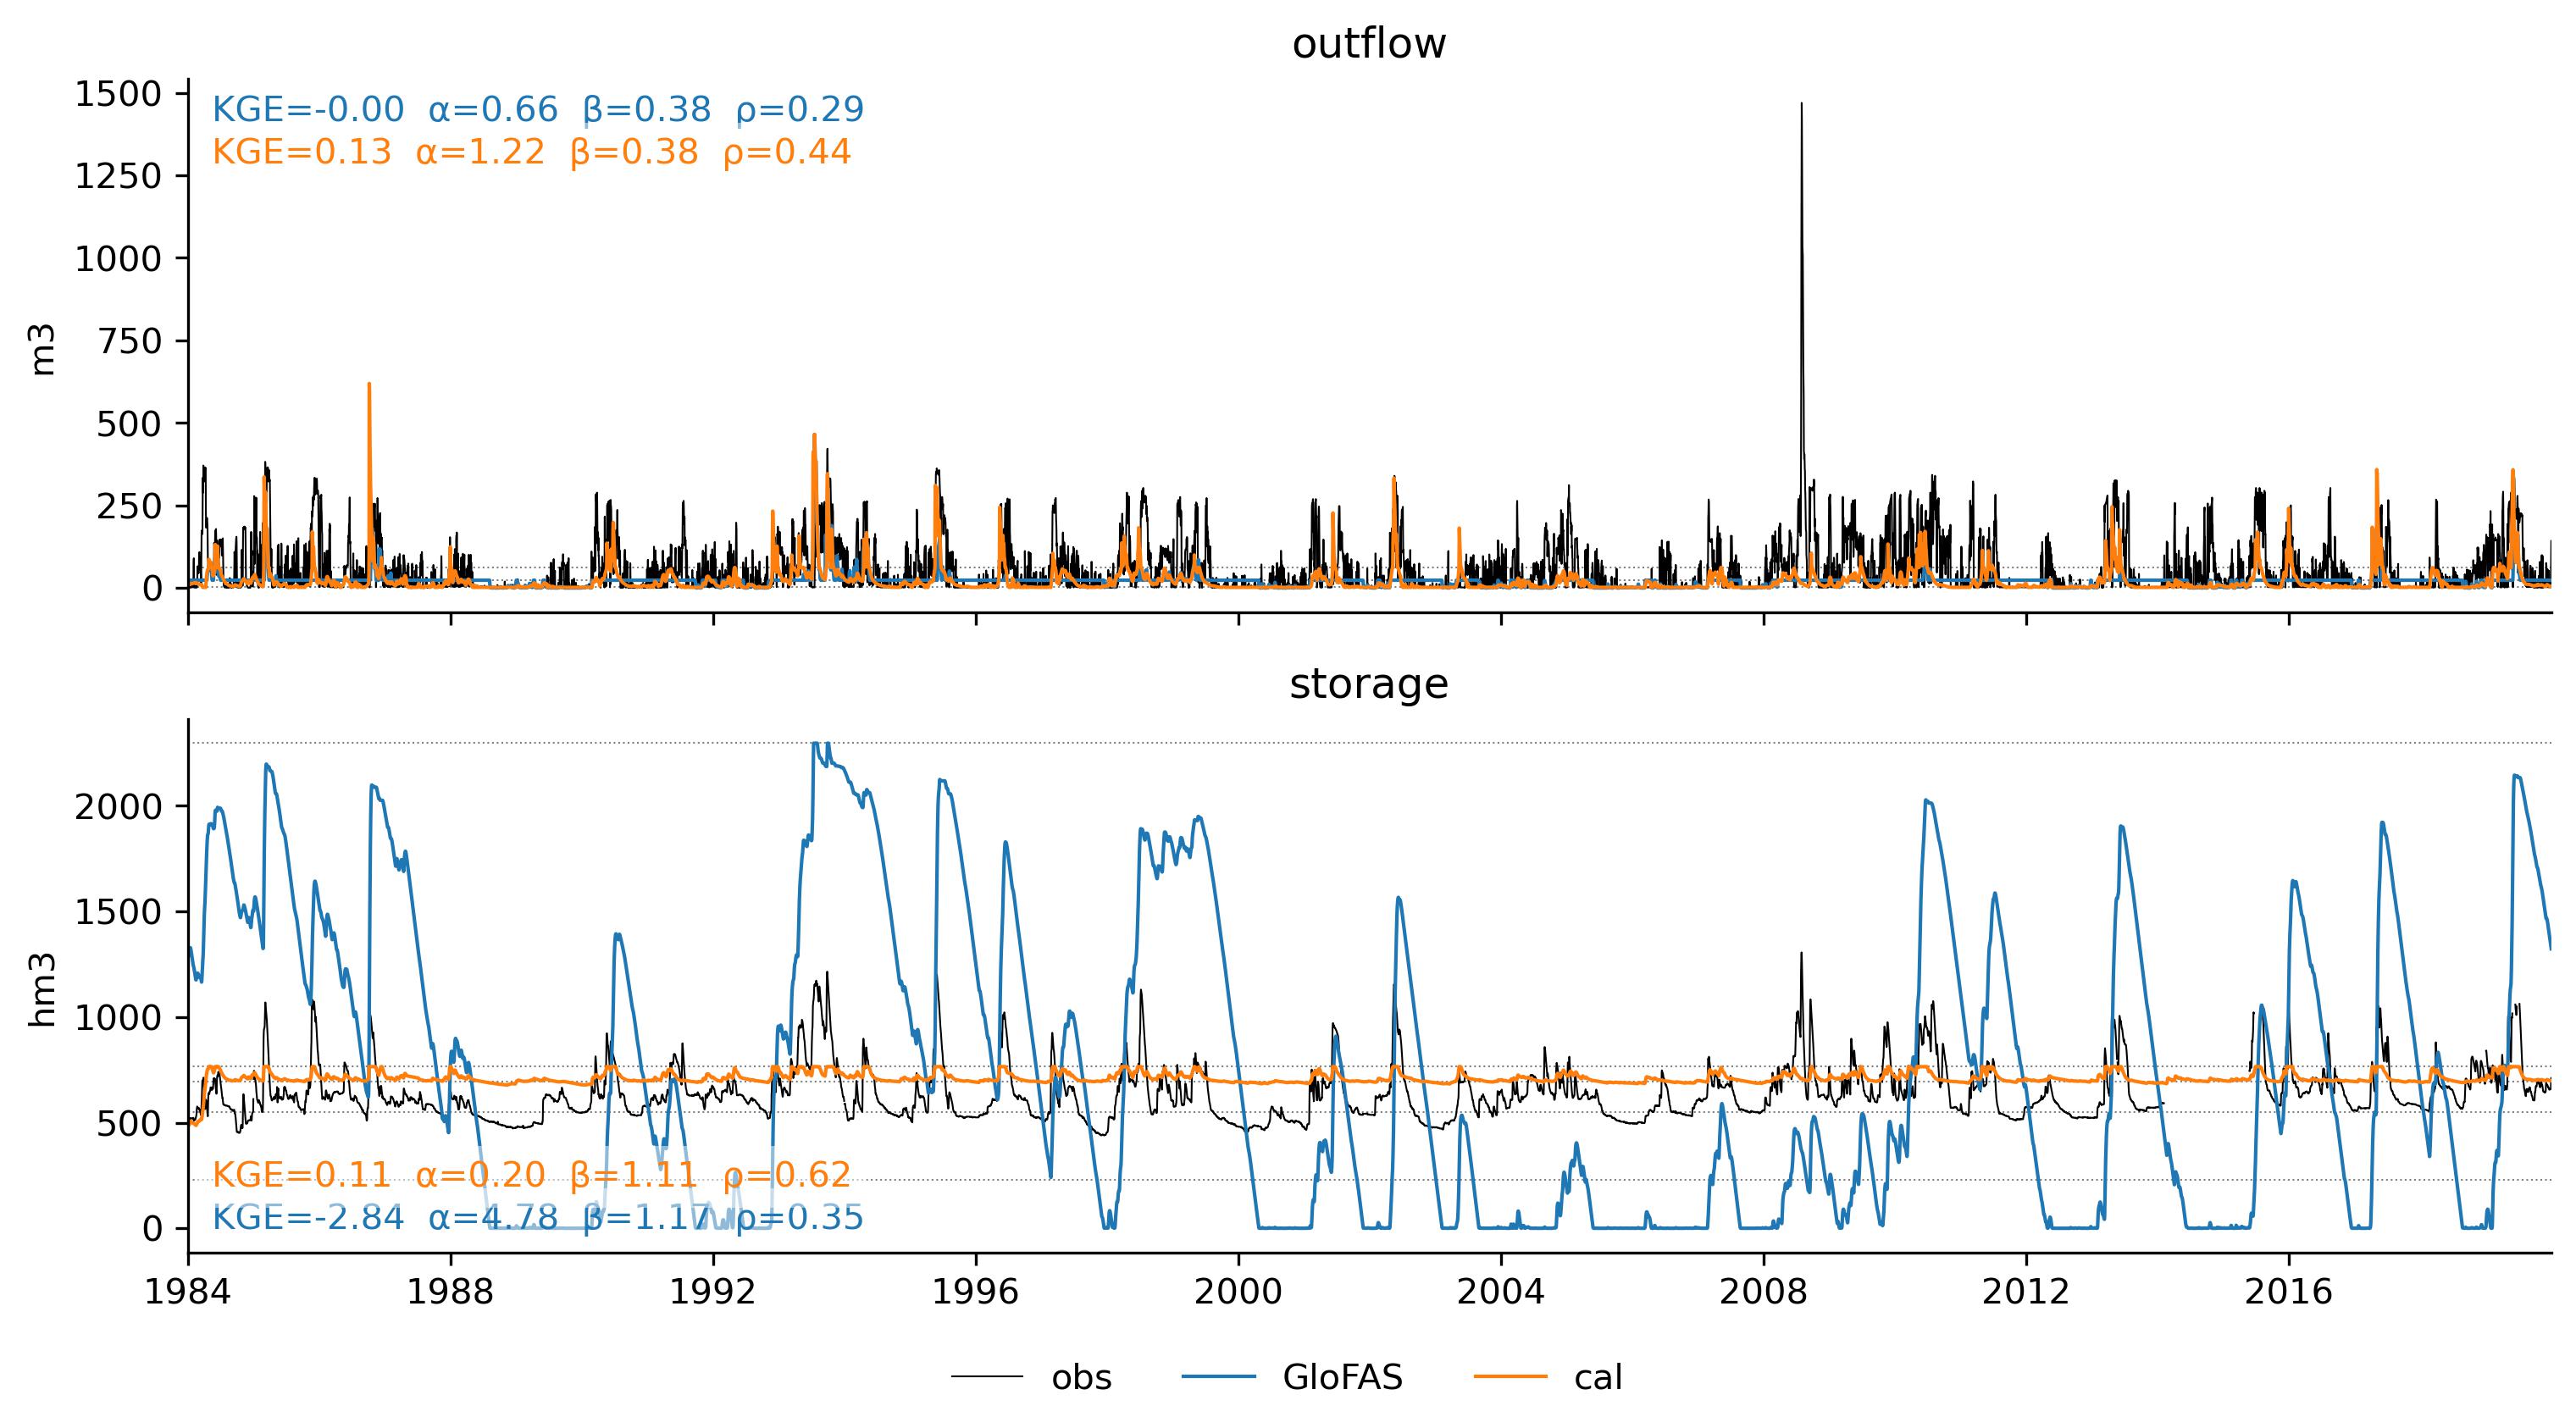 outflow
1500
1250
1000
750
500
250
0
m3
KGE=-0.00 α=0.66 β=0.38 ρ=0.29
KGE=0.13 α=1.22 β=0.38 ρ=0.44
storage
2000
1500
1000
500
0
hm3
KGE=0.11 α=0.20 β=1.11 ρ=0.62
KGE=-2.84 α=4.78 β=1.17 ρ=0.35
1984 1988 1992 1996 2000 2004 2008 2012 2016
obs GloFAS cal